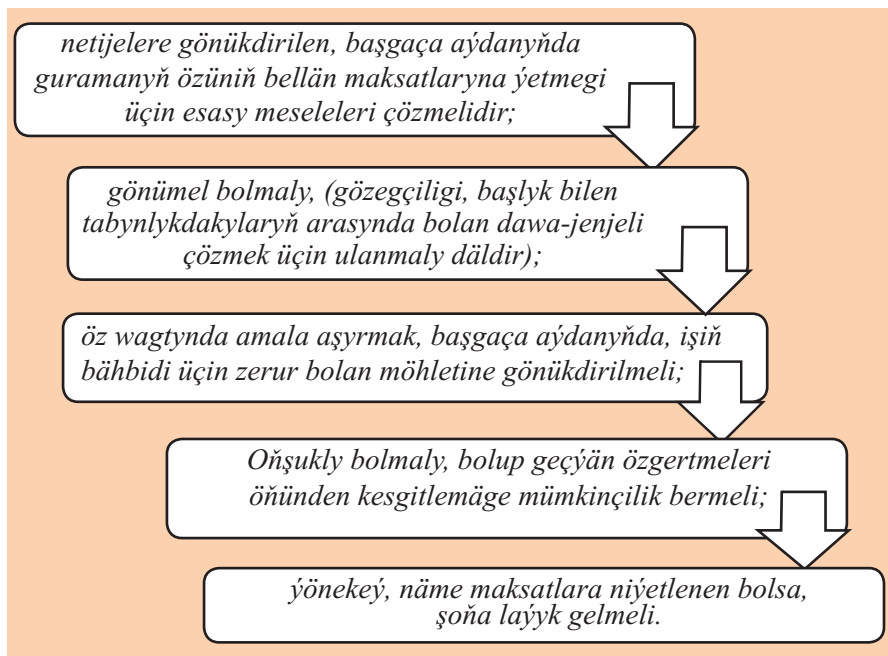 netijelere gönükdirilen, başgaça aýdanyňda
guramanyň özüniň bellän maksatlaryna ýetmegi
üçin esasy meseleleri çözmelidir;
gönümel bolmaly, (gözegçiligi, başlyk bilen
tabynlykdakylaryň arasynda bolan dawa-jenjeli
çözmek üçin ulanmaly däldir);
öz wagtynda amala aşyrmak, başgaça aýdanyňda, işiň
bähbidi üçin zerur bolan möhletine gönükdirilmeli;
Oňşukly bolmaly, bolup geçýän özgertmeleri
öňünden kesgitlemäge mümkinçilik bermeli;
ýönekeý, näme maksatlara niýetlenen bolsa,
şoňa laýyk gelmeli.